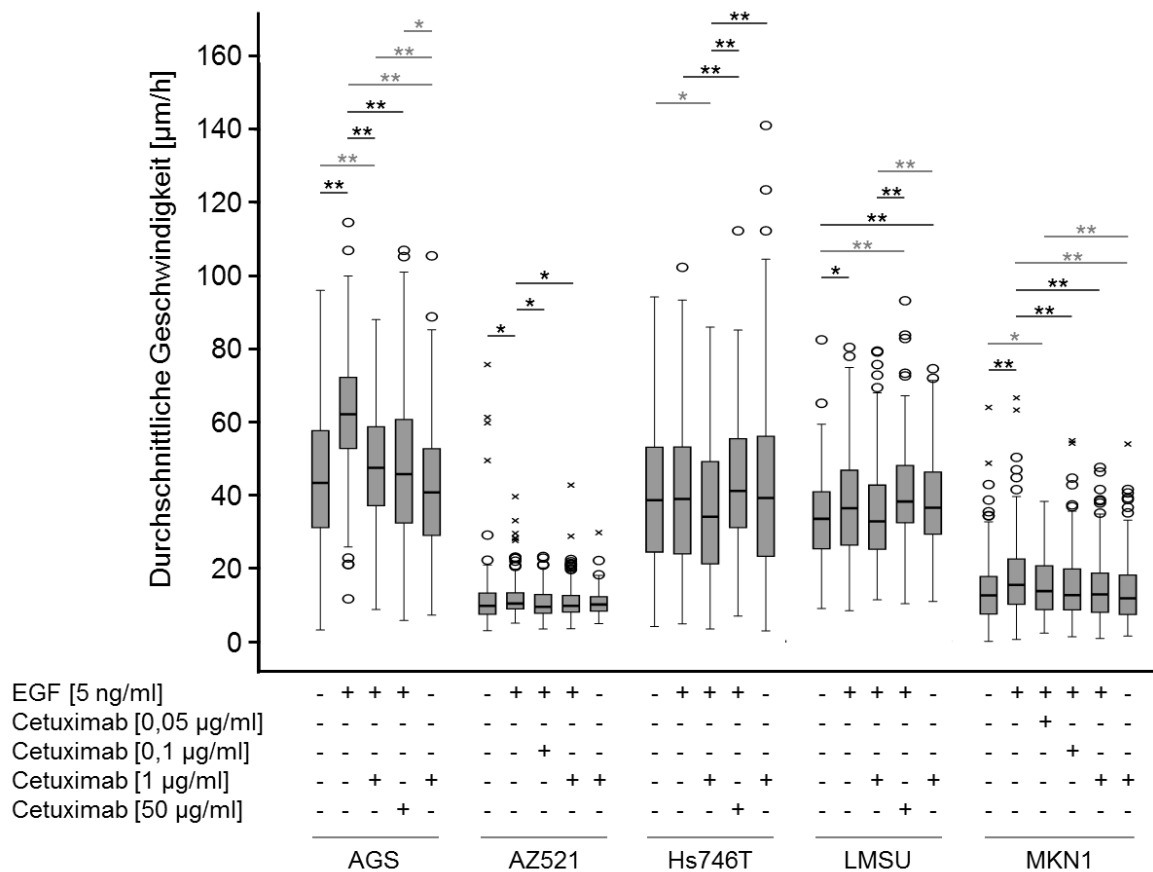 Durchschnittliche Geschwindigkeit [µm/h]
160
140
120
100
80
60
40
20
0
* ** ** ** ** ** **
* * *
** ** ** *
** ** ** ** *
** ** ** ** * **
EGF [5 ng/ml] - + + + - - + + + - - + + + - - + + + - - + + + + -
Cetuximab [0,05 µg/ml] - - - - - - - - - - - - - - - - - - - - - - + - - -
Cetuximab [0,1 µg/ml] - - - - - - - + - - - - - - - - - - - - - - - + - -
Cetuximab [1 µg/ml] - - + - + - - - + + - - + - + - - + - + - - - - + +
Cetuximab [50 µg/ml] - - - + - - - - - - - - - + - - - - + - - - - - - -
AGS AZ521 Hs746T LMSU MKN1